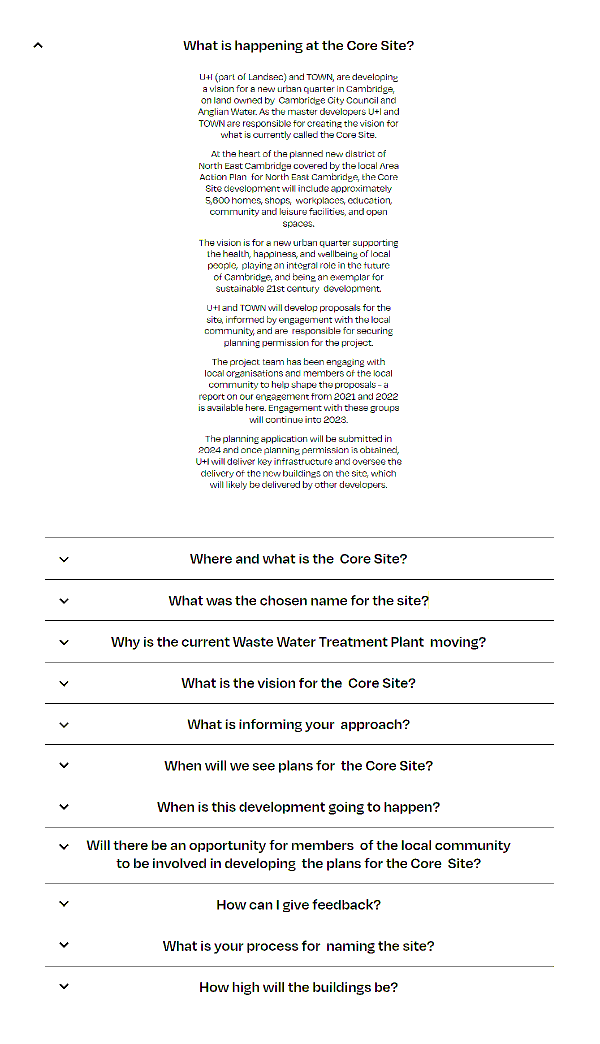 What is happening at the Core Site?
U+I (part of Landsec) and TOWN, are developing
a vision for a new urban quarter in Cambridge,
on land owned by Cambridge City Council and
Anglian Water. As the master developers U+I and
TOWN are responsible for creating the vision for
what is currently called the Core Site.
At the heart of the planned new district of
North East Cambridge covered by the local Area
Action Plan for North East Cambridge, the Core
Site development will include approximately
5,600 homes, shops, workplaces, education,
community and leisure facilities, and open
spaces.
The vision is for a new urban quarter supporting
the health, happiness, and wellbeing of local
people, playing an integral role in the future
of Cambridge, and being an exemplar for
sustainable 21st century development.
U+I and TOWN will develop proposals for the
site, informed by engagement with the local
community, and are responsible for securing
planning permission for the project.
The project team has been engaging with
local organisations and members of the local
community to help shape the proposals - a
report on our engagement from 2021 and 2022
is available here. Engagement with these groups
will continue into 2023.
The planning application will be submitted in
2024 and once planning permission is obtained,
U+I will deliver key infrastructure and oversee the
delivery of the new buildings on the site, which
will likely be delivered by other developers.
Where and what is the Core Site?
What was the chosen name for the site?
Why is the current Waste Water Treatment Plant moving?
What is the vision for the Core Site?
What is informing your approach?
When will we see plans for the Core Site?
When is this development going to happen?
Will there be an opportunity for members of the local community
to be involved in developing the plans for the Core Site?
How can I give feedback?
What is your process for naming the site?
How high will the buildings be?